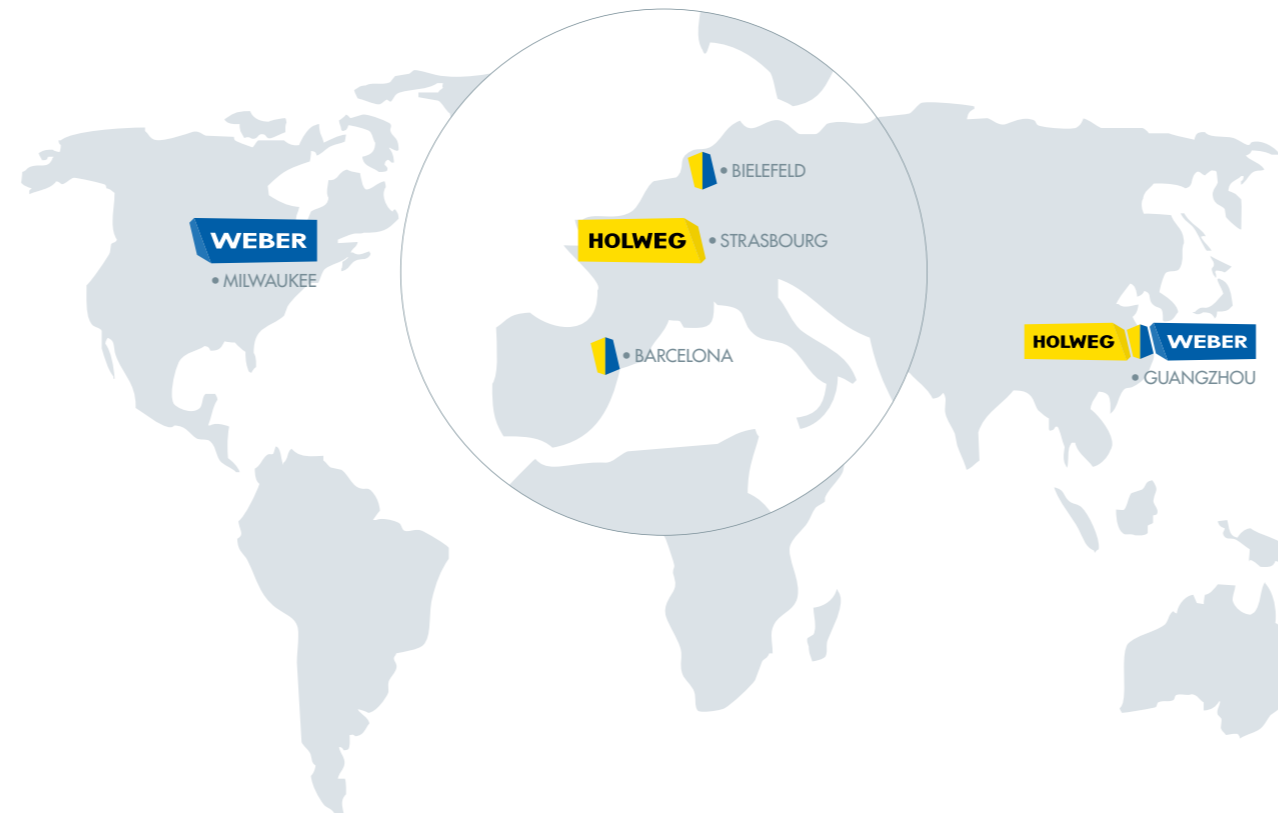 • BIELEFELD
WEBER
HOLWEG
• STRASBOURG
• MILWAUKEE
HOLWEG
WEBER
• BARCELONA
• GUANGZHOU